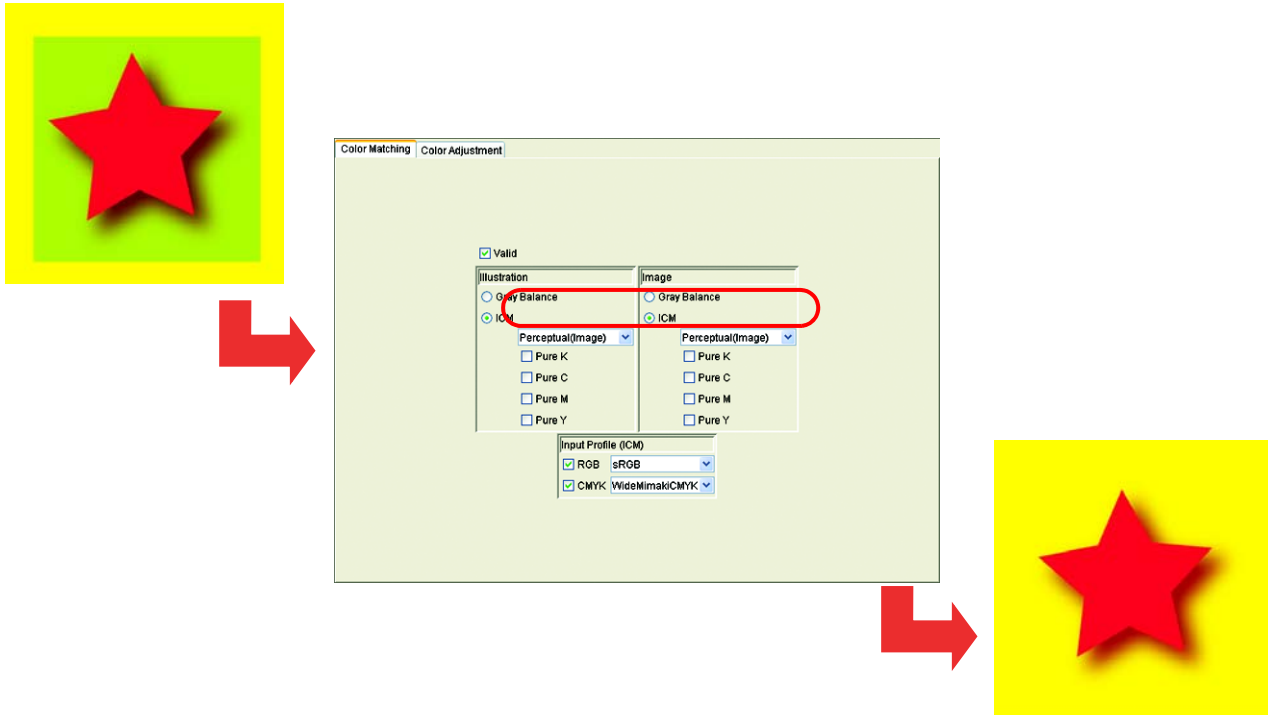 Color Matching Color Adjustment
Valid
Illustration Image
Gray Balance Gray Balance
ICM ICM
Perceptual(Image) Perceptual(Image)
Pure K Pure K
Pure C Pure C
Pure M Pure M
Pure Y Pure Y
Input Profile (ICM)
RGB sRGB
CMYK WideMimakiCMYK